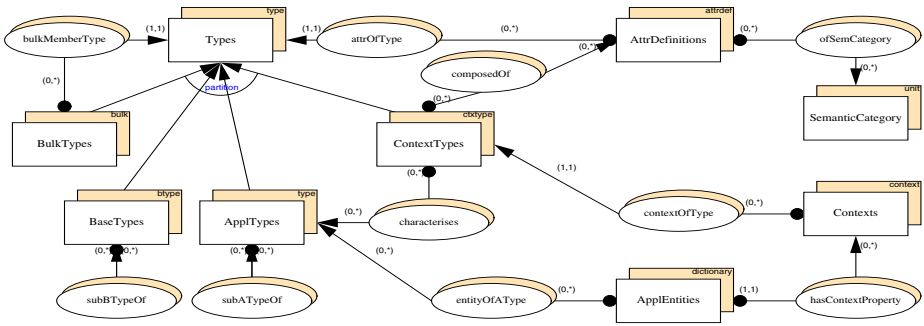 type
attrdef
bulkMemberType
(1,1)
Types
(1,1)
attrOfType
(0,*)
(0,*)
AttrDefinitions
(0,*)
ofSemCategory
composedOf
(0,*)
(0,*)
partition
(0,*)
unit
SemanticCategory
bulk
BulkTypes
ctxtype
ContextTypes
(0,*)
(1,1)
btype
BaseTypes
type
ApplTypes
(0,*)
characterises
contextOfType
(0,*)
context
Contexts
(0,*)
(0,*)
(0,*)
(0,*)
(0,*)
(0,*)
subBTypeOf
subATypeOf
entityOfAType
(0,*)
dictionary
ApplEntities
(1,1)
hasContextProperty